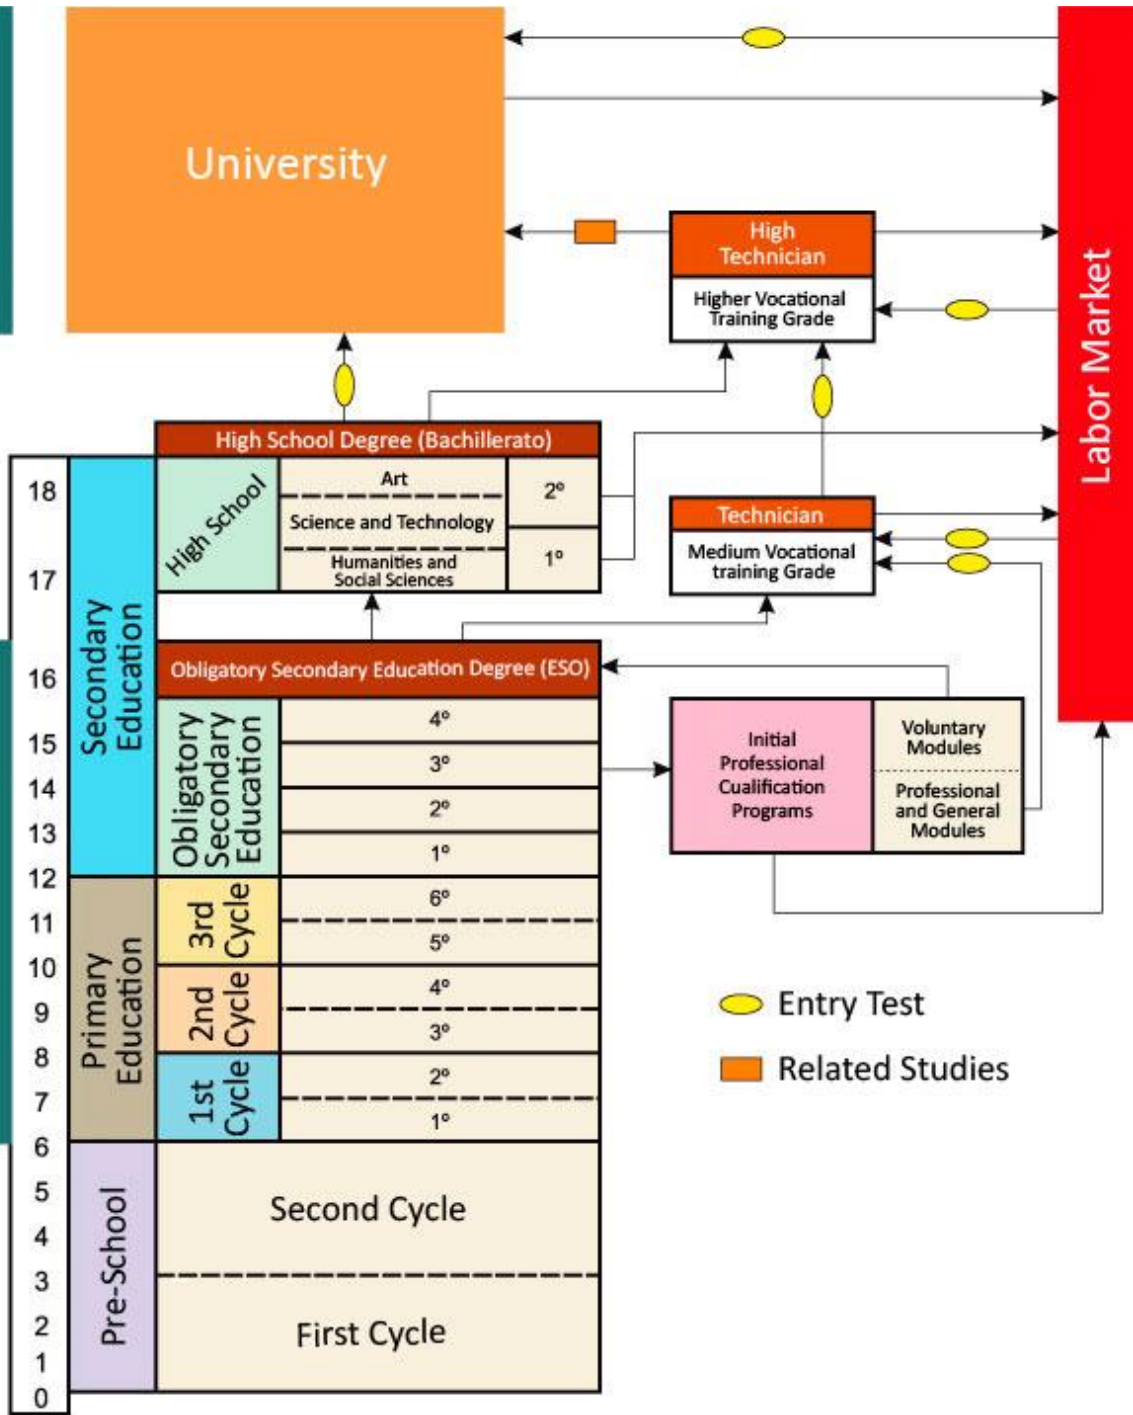 University
Labor Market
High
Technician
Higher Vocational
Training Grade
High School Degree (Bachillerato)
High School
Art
Science and Technology
Humanities and
Social Sciences
2º
1º
Technician
Medium Vocational
training Grade
Secondary
Education
Obligatory Secondary Education Degree (ESO)
Obligatory
Secondary
Education
4º
3º
2º
1º
Initial
Professional
Cualification
Programs
Voluntary
Modules
Professional
and General
Modules
Primary
Education
3rd
Cycle
6º
5º
2nd
Cycle
4º
3º
1st
Cycle
2º
1º
Pre-School
Second Cycle
First Cycle
18
17
16
15
14
13
12
11
10
9
8
7
6
5
4
3
2
1
0
Entry Test
Related Studies